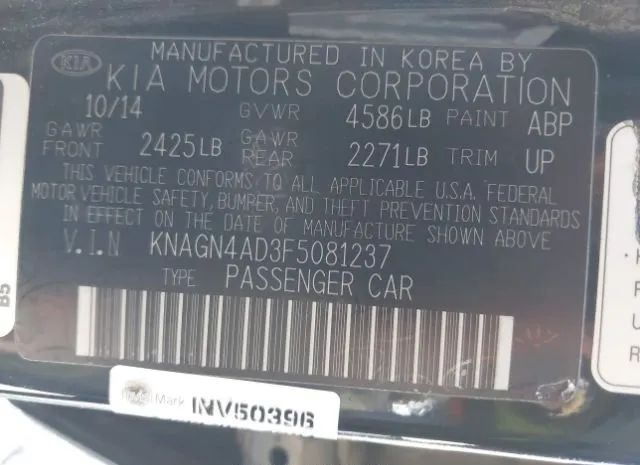 KIA
MANUFACTURED IN KOREA BY
KIA MOTORS CORPORATION
10/14 GVWR 4586LB PAINT ABP
GAWR FRONT 2425LB GAWR REAR 2271LB TRIM UP
THIS VEHICLE CONFORMS TO ALL APPLICABLE U.S.A. FEDERAL
MOTOR VEHICLE SAFETY, BUMPER, AND THEFT PREVENTION STANDARDS
IN EFFECT ON THE DATE OF MANUFACTURE SHOWN ABOVE
V.I.N KNAGN4AD3F5081237
TYPE PASSENGER CAR
Mark INV50396
B5